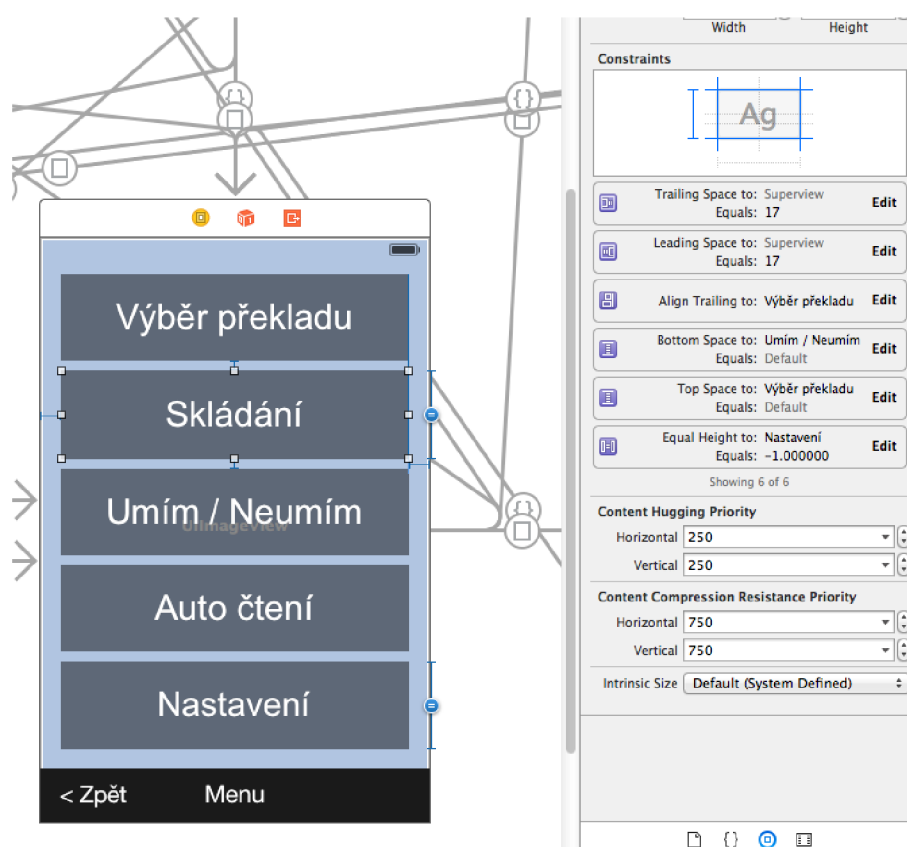 Width Height
Constraints
Ag
Trailing Space to: Superview
Equals: 17
Edit
Leading Space to: Superview
Equals: 17
Edit
Align Trailing to: Výběr překladu
Edit
Bottom Space to: Umím / Neumím
Equals: Default
Edit
Top Space to: Výběr překladu
Equals: Default
Edit
Equal Height to: Nastavení
Equals: -1.000000
Edit
Showing 6 of 6
Content Hugging Priority
Horizontal 250
Vertical 250
Content Compression Resistance Priority
Horizontal 750
Vertical 750
Intrinsic Size Default (System Defined)
Výběr překladu
Skládání
Umím / Neumím
UIImageView
Auto čtení
Nastavení
< Zpět Menu